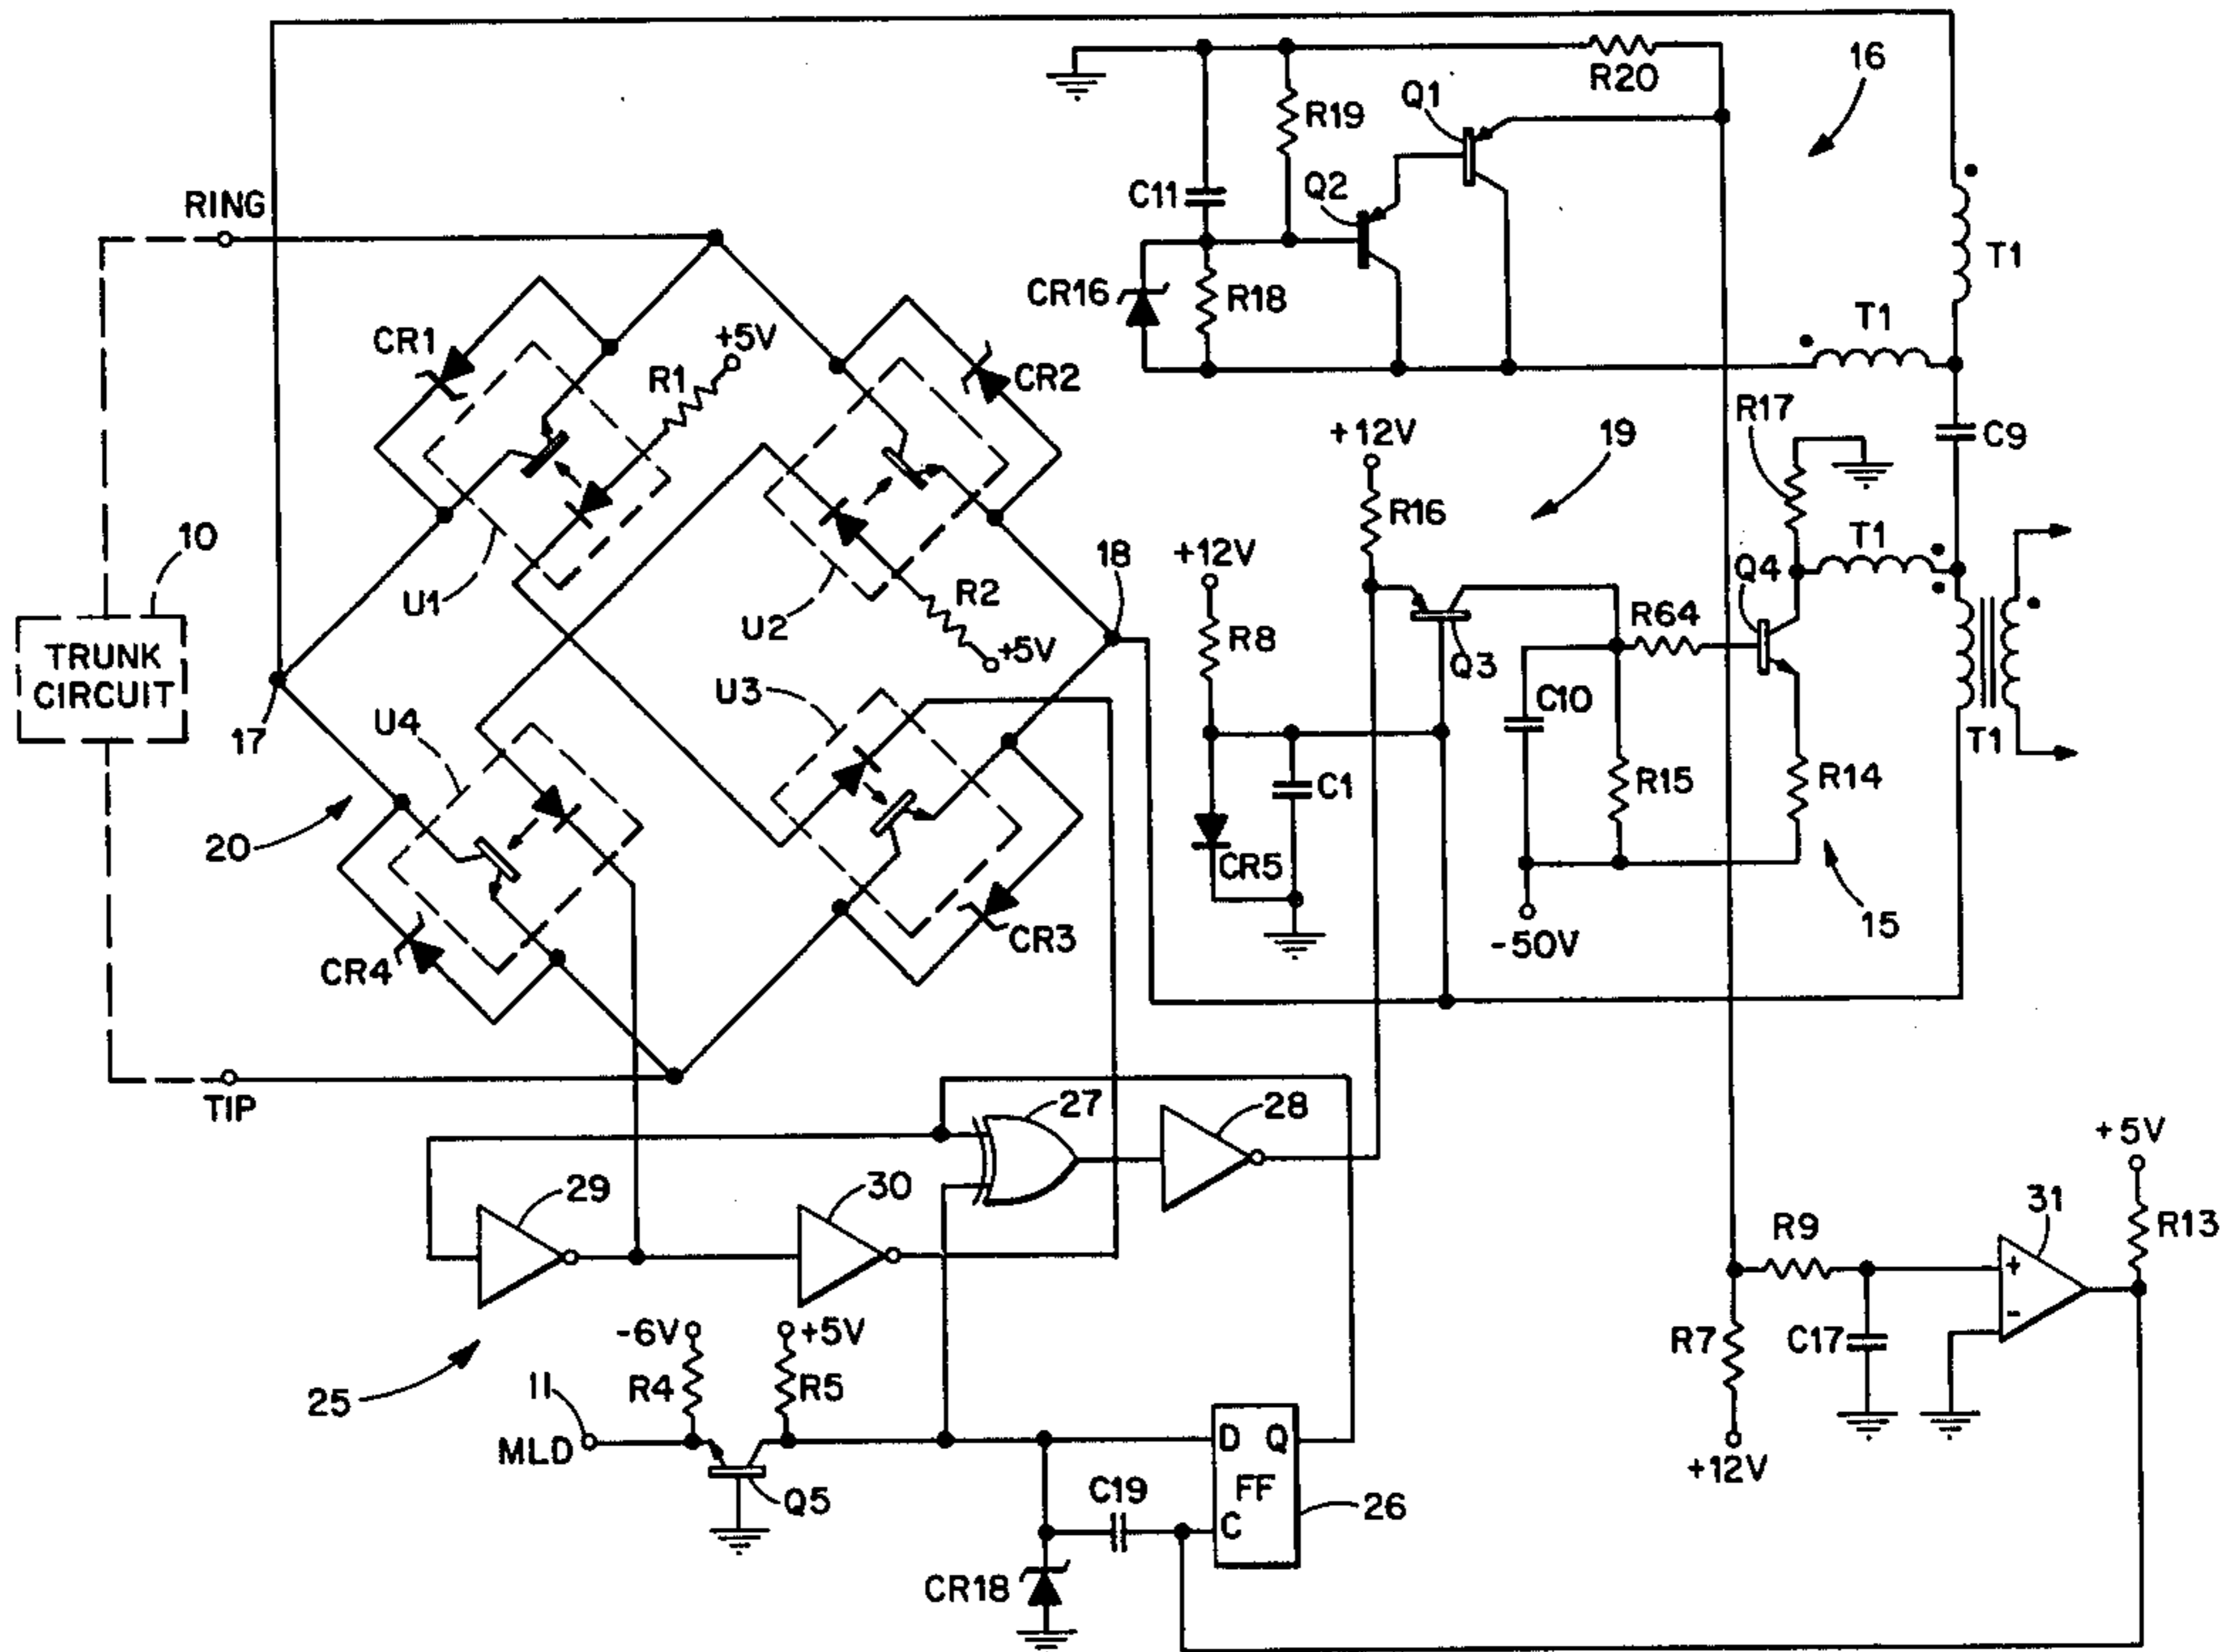 16
R20
Q1
R19
C11
Q2
RING
T1
CR16
R18
T1
CR1
+5V
R1
CR2
R17
C9
+12V
19
R16
10
18
+12V
T1
Q4
U1
U2
R2
+5V
R8
R64
Q3
TRUNK
CIRCUIT
17
U3
U4
C10
T1
C1
R15
R14
20
CR5
CR4
CR3
-50V
15
TIP
27
28
+5V
29
30
31
R9
R13
+
-
-6V
+5V
R7
C17
25
11
R4
R5
MLD
D Q
FF
C
+12V
Q5
C19
26
CR18